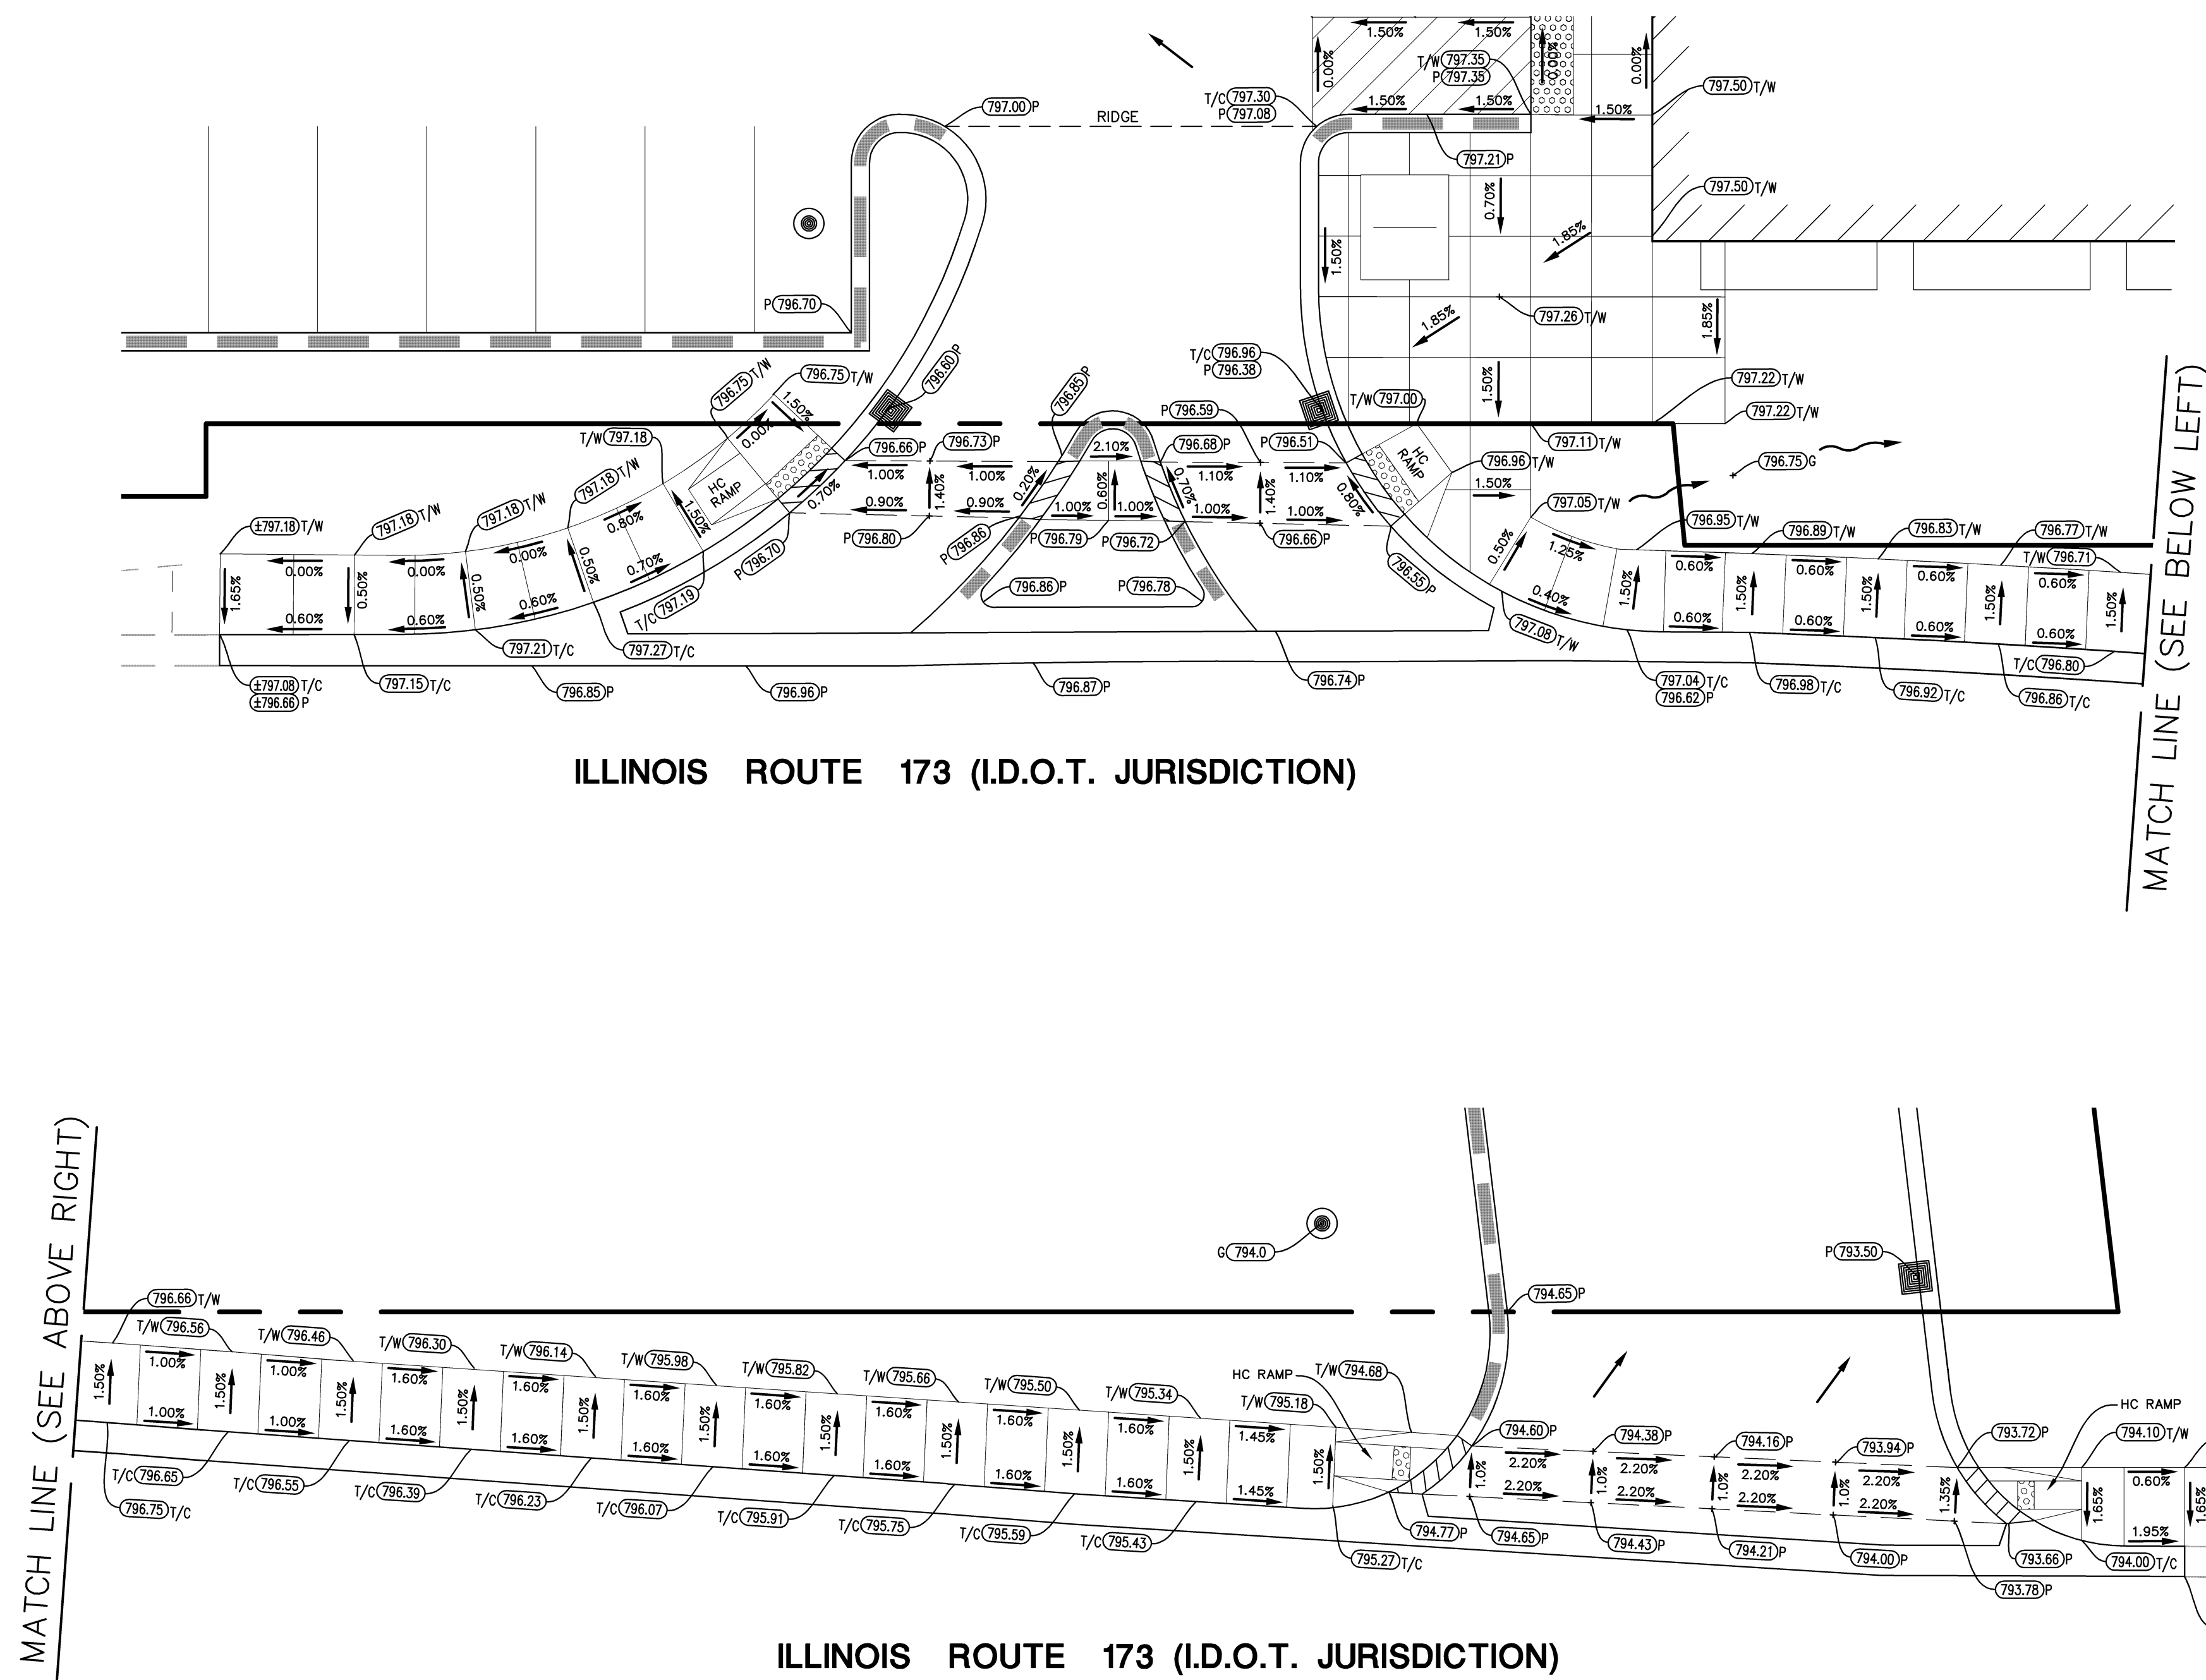 1.50% 1.50%
0.00% 0.00% 0.00%
T/W 797.35
P 797.35
797.50 T/W
797.00 P
T/C 797.30
P 797.08
RIDGE
1.50% 1.50%
1.50%
797.21 P
797.50 T/W
0.70%
1.85%
1.50%
P 796.70
797.26 T/W
1.85%
1.85%
796.75 T/W
796.75 T/W
796.60 P
796.85 P
T/C 796.96
P 796.38
1.50%
0.00%
T/W 797.00
1.50%
797.22 T/W
797.22 T/W
P 796.59
T/W 797.18
796.66 P
796.73 P
2.10%
796.68 P
P 796.51
797.11 T/W
HC
RAMP
796.96 T/W
796.75 G
797.18 T/W
HC
RAMP
0.70%
1.00% 1.00%
1.40%
0.90% 0.90%
0.20%
0.60%
0.70%
1.10% 1.10%
1.40%
0.80%
1.50%
797.05 T/W
±797.18 T/W
797.18 T/W
797.18 T/W
0.80%
1.50%
1.00% 1.00%
1.00% 1.00%
P 796.80
P 796.86
P 796.79
P 796.72
796.66 P
796.95 T/W
796.89 T/W
796.83 T/W
796.77 T/W
T/W 796.71
0.00% 0.00% 0.00%
1.65%
0.50%
0.50%
0.50%
0.70%
P 796.70
796.55 P
0.50%
1.25%
0.60% 0.60% 0.60% 0.60%
796.86 P
P 796.78
0.40%
1.50% 1.50% 1.50% 1.50% 1.50%
0.60% 0.60% 0.60%
T/C 797.19
0.60% 0.60% 0.60% 0.60%
797.08 T/W
797.21 T/C
797.27 T/C
T/C 796.80
±797.08 T/C
±796.66 P
797.15 T/C
796.85 P
796.96 P
796.87 P
796.74 P
797.04 T/C
796.62 P
796.98 T/C
796.92 T/C
796.86 T/C
MATCH LINE (SEE BELOW LEFT)
ILLINOIS ROUTE 173 (I.D.O.T. JURISDICTION)
MATCH LINE (SEE ABOVE RIGHT)
G 794.0
P 793.50
794.65 P
796.66 T/W
T/W 796.56
T/W 796.46
T/W 796.30
T/W 796.14
T/W 795.98
T/W 795.82
T/W 795.66
T/W 795.50
T/W 795.34
HC RAMP
T/W 795.18
T/W 794.68
1.00% 1.00% 1.60% 1.60% 1.60% 1.60% 1.60% 1.60% 1.60% 1.45%
1.50% 1.50% 1.50% 1.50% 1.50% 1.50% 1.50% 1.50% 1.50% 1.50% 1.50%
1.00% 1.00% 1.60% 1.60% 1.60% 1.60% 1.60% 1.60% 1.60% 1.45%
794.60 P
794.38 P
794.16 P
793.94 P
793.72 P
HC RAMP
794.10 T/W
2.20% 2.20% 2.20% 2.20%
1.0% 1.0% 1.0% 1.0% 1.35%
2.20% 2.20% 2.20% 2.20%
0.60%
1.65% 1.65%
1.95%
796.75 T/C
T/C 796.65
T/C 796.55
T/C 796.39
T/C 796.23
T/C 796.07
T/C 795.91
T/C 795.75
T/C 795.59
T/C 795.43
795.27 T/C
794.77 P
794.65 P
794.43 P
794.21 P
794.00 P
793.78 P
793.66 P
794.00 T/C
ILLINOIS ROUTE 173 (I.D.O.T. JURISDICTION)